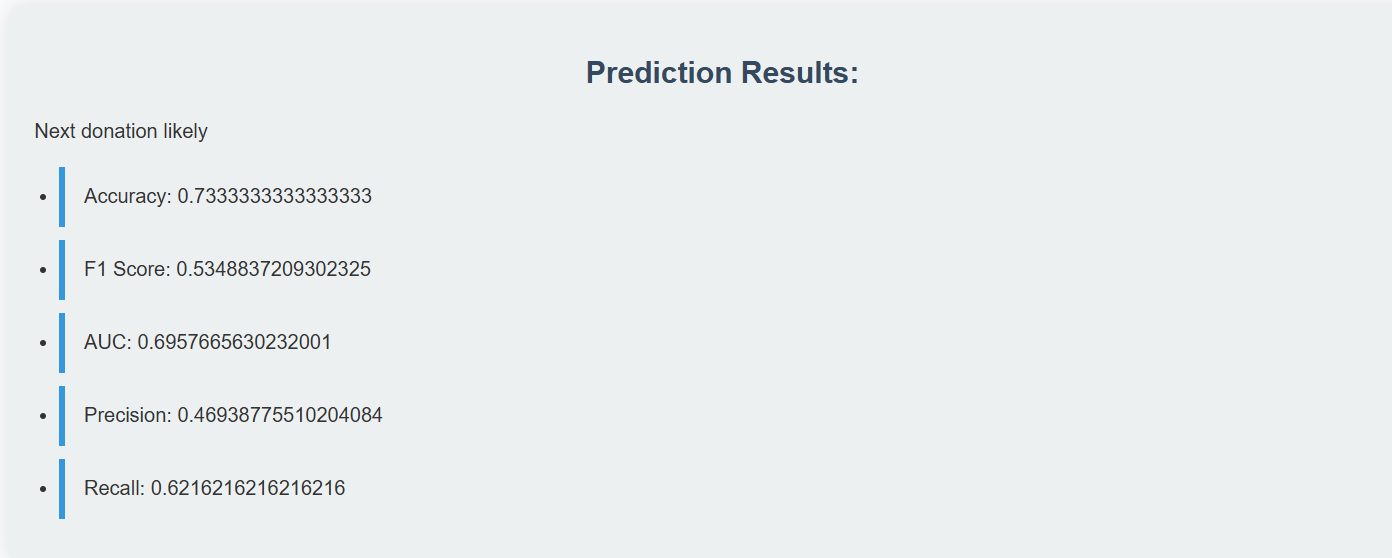 Prediction Results:
Next donation likely
Accuracy: 0.7333333333333333
F1 Score: 0.5348837209302325
AUC: 0.6957665630232001
Precision: 0.46938775510204084
Recall: 0.6216216216216216